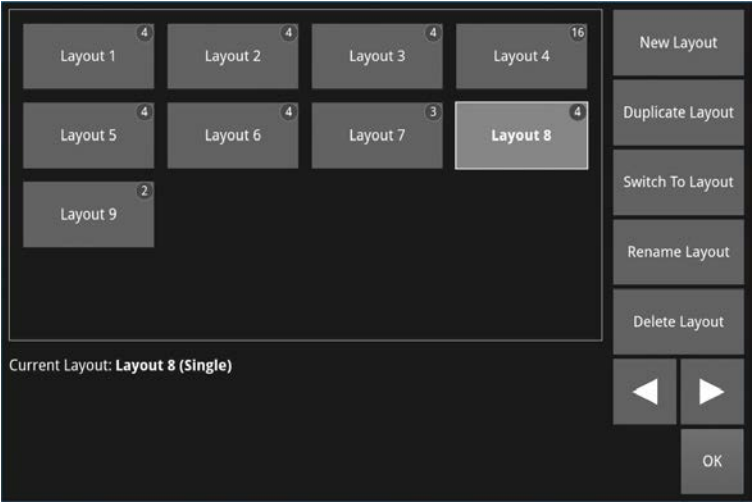 4
Layout 1
4
Layout 2
4
Layout 3
16
Layout 4
4
Layout 5
4
Layout 6
3
Layout 7
4
Layout 8
2
Layout 9
Current Layout: Layout 8 (Single)
New Layout
Duplicate Layout
Switch To Layout
Rename Layout
Delete Layout
OK